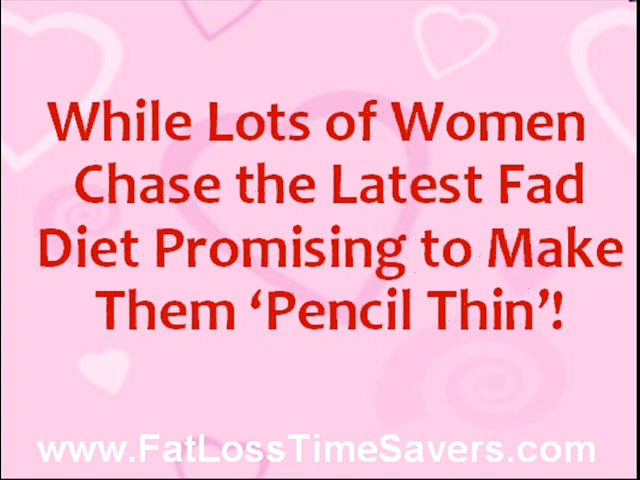 While Lots of Women
Chase the Latest Fad
Diet Promising to Make
Them ‘Pencil Thin’!
www.FatLossTimeSavers.com